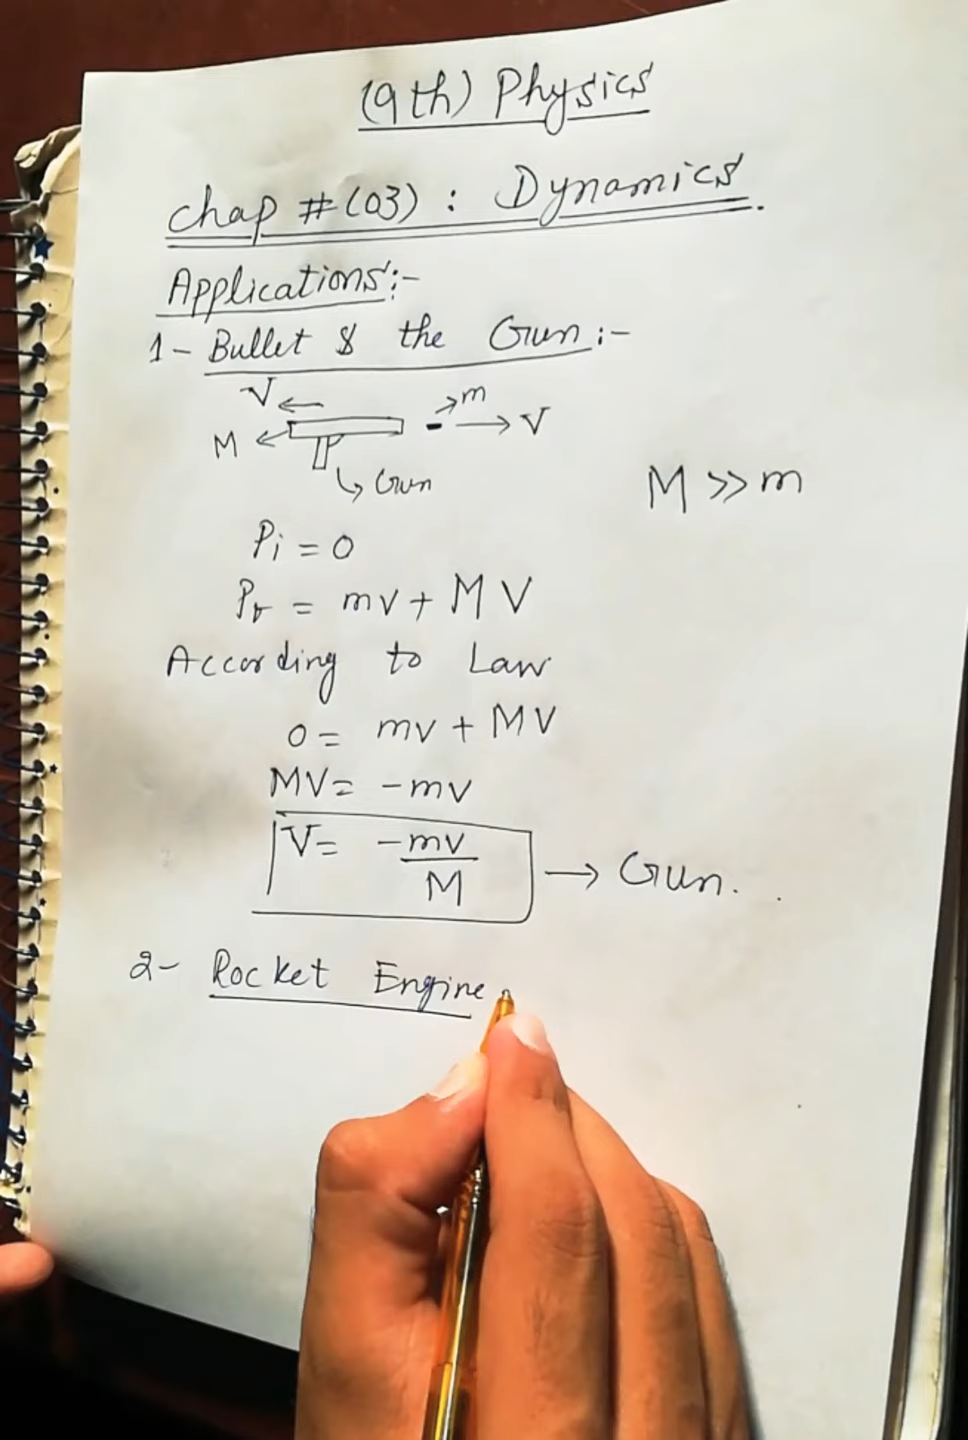 (9th) Physics
Chap #(03) : Dynamics.
Applications:-
1- Bullet & the Gun :-
V m
M V
Gun
M >> m
Pi = 0
Pf = mv + MV
According to Law
0 = mv + MV
MV = -mv
V = -mv/M → Gun.
2- Rocket Engine